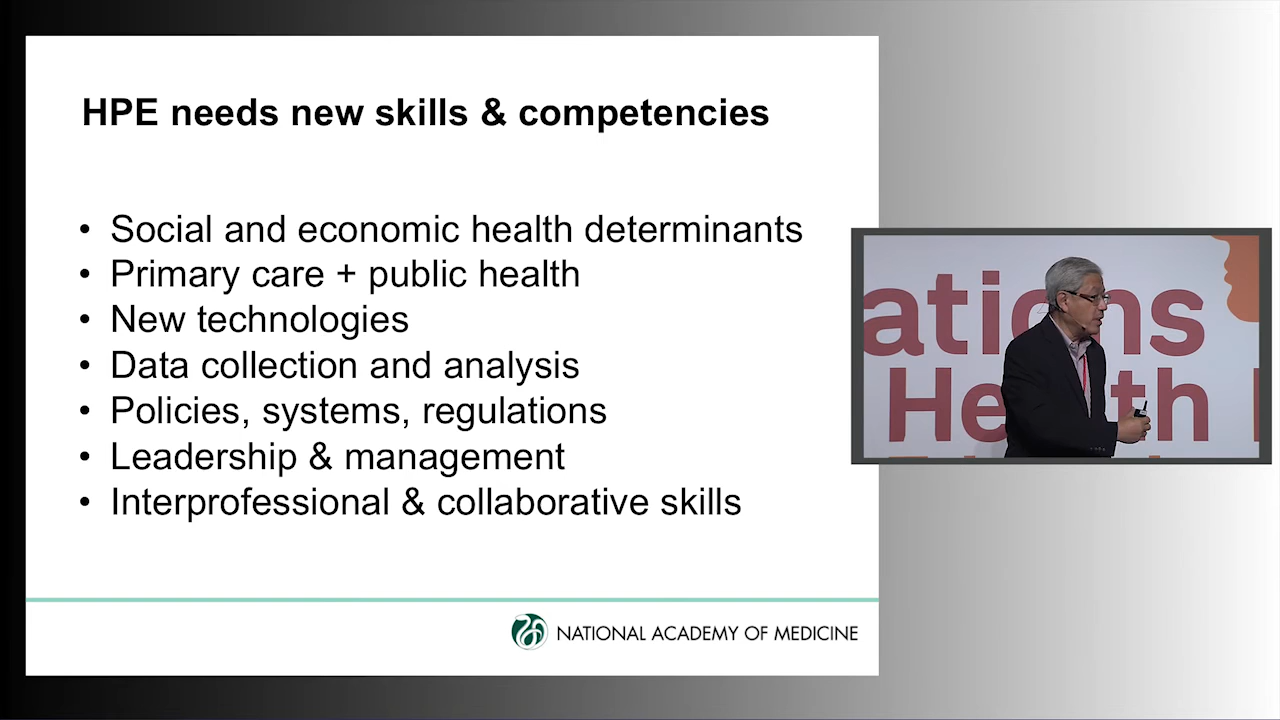 HPE needs new skills & competencies
• Social and economic health determinants
• Primary care + public health
• New technologies
• Data collection and analysis
• Policies, systems, regulations
• Leadership & management
• Interprofessional & collaborative skills
NATIONAL ACADEMY OF MEDICINE
ations
Health